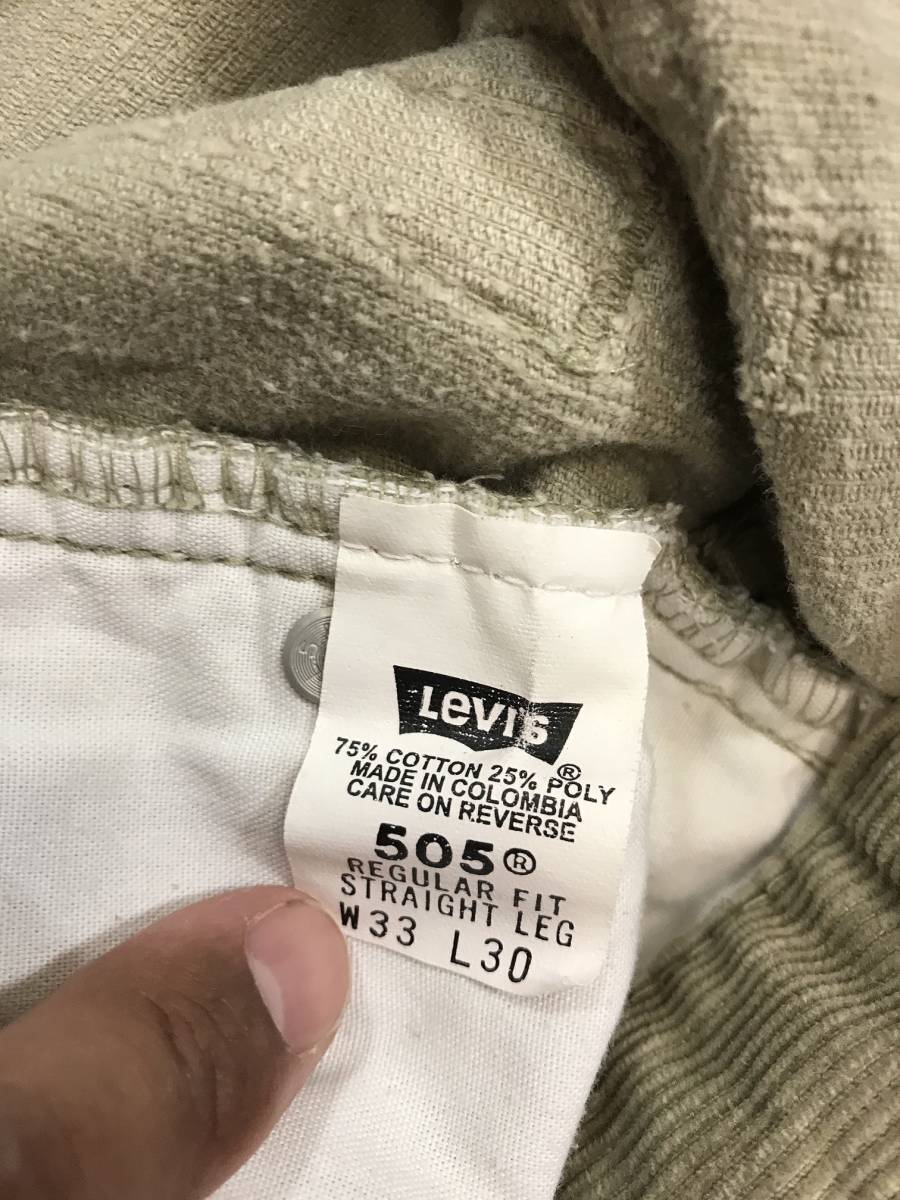 Levi's
®
75% COTTON 25% POLY
MADE IN COLOMBIA
CARE ON REVERSE
505®
REGULAR FIT
STRAIGHT LEG
W33 L30